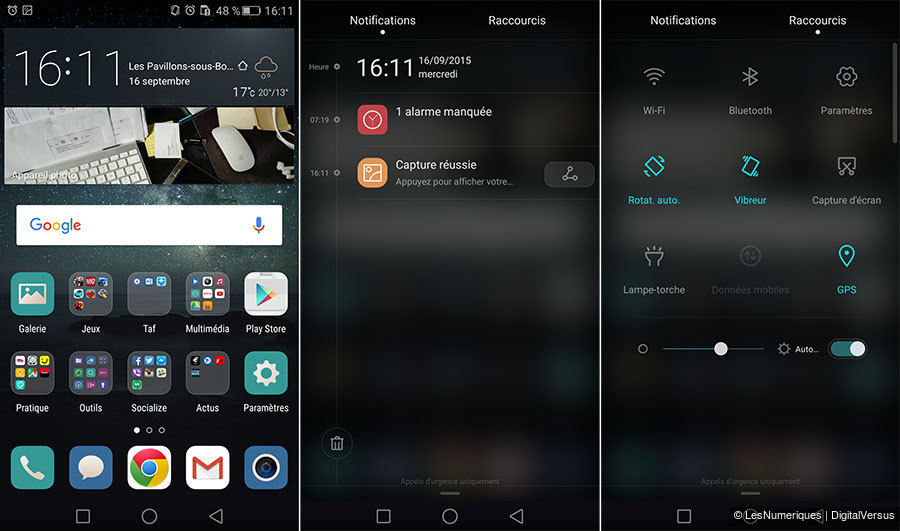 48 % 16:11
16:11
Les Pavillons-sous-Bo...
16 septembre
17°c 20°/13°
Appareil photo
Google
Galerie
Jeux
Taf
Multimédia
Play Store
Pratique
Outils
Socialize
Actus
Paramètres
Notifications
Raccourcis
Heure
16:11
16/09/2015
mercredi
07:19
1 alarme manquée
16:11
Capture réussie
Appuyez pour afficher votre...
Appels d'urgence uniquement
Notifications
Raccourcis
Wi-Fi
Bluetooth
Paramètres
Rotat. auto.
Vibreur
Capture d'écran
Lampe-torche
Données mobiles
GPS
Auto...
Appels d'urgence uniquement
© LesNumeriques | DigitalVersus